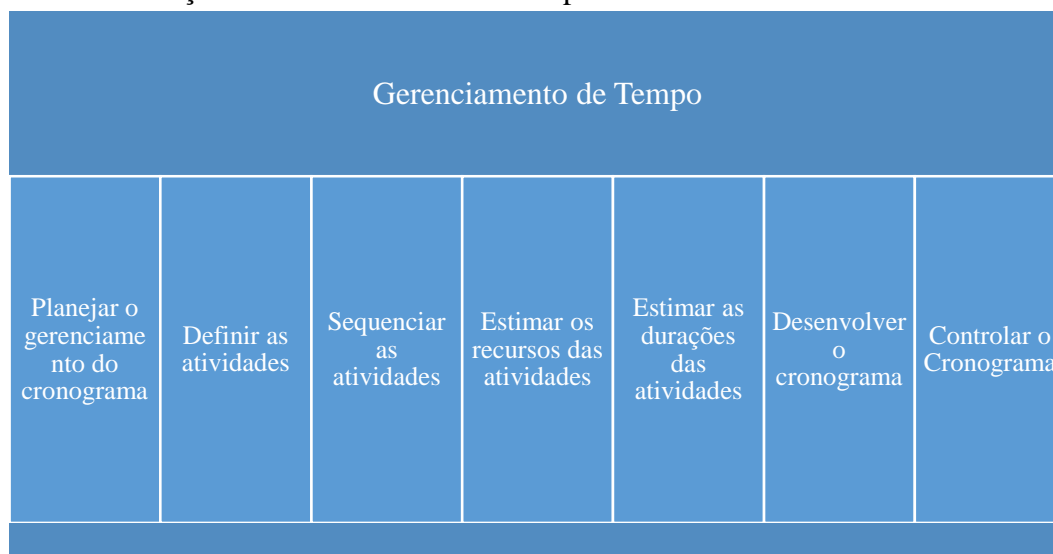 Gerenciamento de Tempo
Planejar o
gerenciame
nto do
cronograma
Definir as
atividades
Sequenciar
as
atividades
Estimar os
recursos das
atividades
Estimar as
durações
das
atividades
Desenvolver
o
cronograma
Controlar o
Cronograma